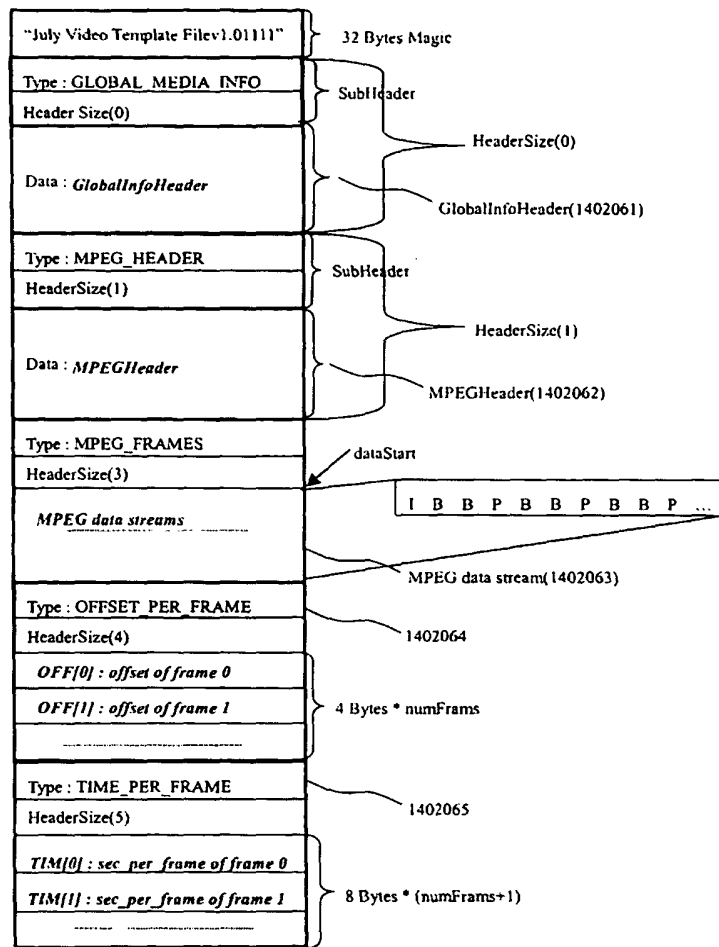 “July Video Template Filev1.01111”
32 Bytes Magic
Type : GLOBAL_MEDIA_INFO
SubHeader
Header Size(0)
HeaderSize(0)
Data : GlobalInfoHeader
GlobalInfoHeader(1402061)
Type : MPEG_HEADER
SubHeader
HeaderSize(1)
HeaderSize(1)
Data : MPEGHeader
MPEGHeader(1402062)
Type : MPEG_FRAMES
dataStart
HeaderSize(3)
I B B P B B P B B P ...
MPEG data streams
MPEG data stream(1402063)
Type : OFFSET_PER_FRAME
1402064
HeaderSize(4)
OFF[0] : offset of frame 0
OFF[1] : offset of frame 1
4 Bytes * numFrams
Type : TIME_PER_FRAME
1402065
HeaderSize(5)
TIM[0] : sec_per_frame of frame 0
TIM[1] : sec_per_frame of frame 1
8 Bytes * (numFrams+1)